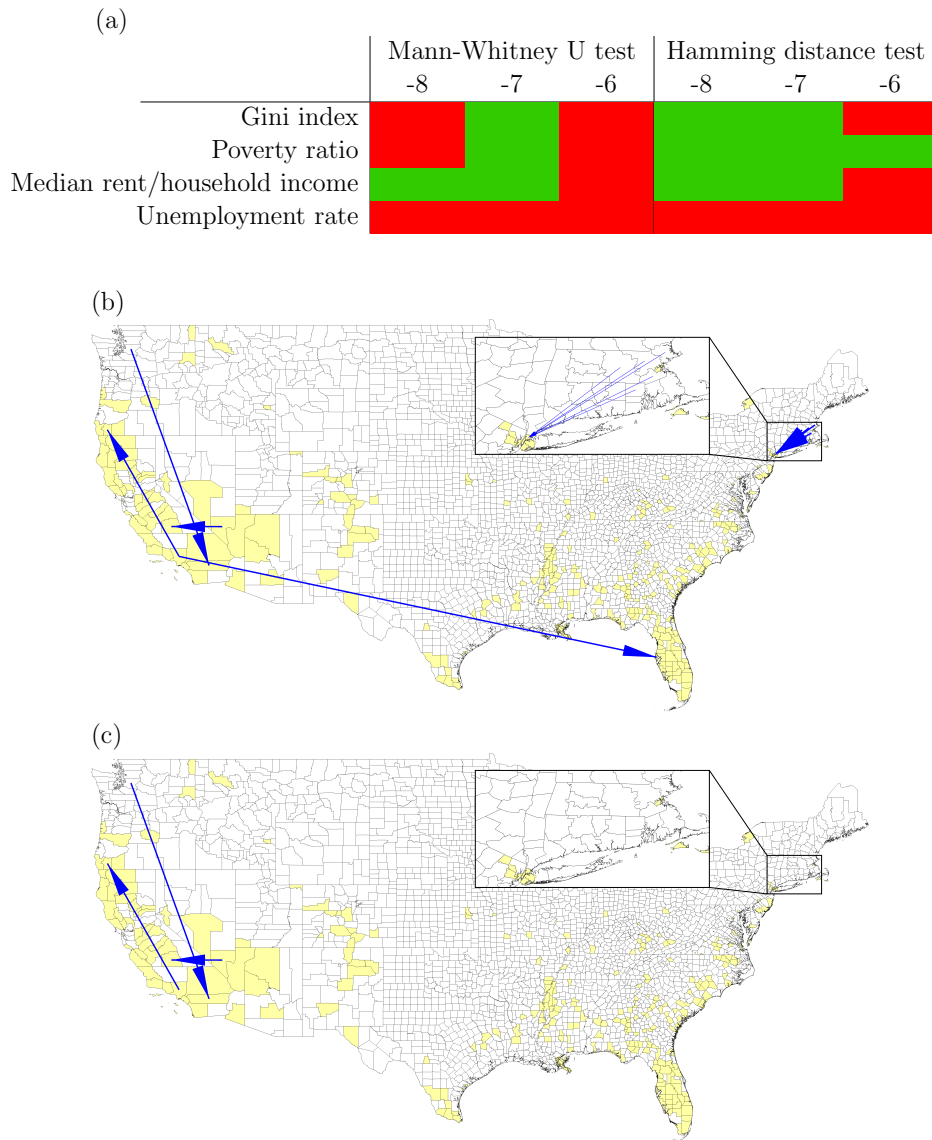 (a)
Mann-Whitney U test Hamming distance test
-8 -7 -6 -8 -7 -6
Gini index
Poverty ratio
Median rent/household income
Unemployment rate
(b)
(c)